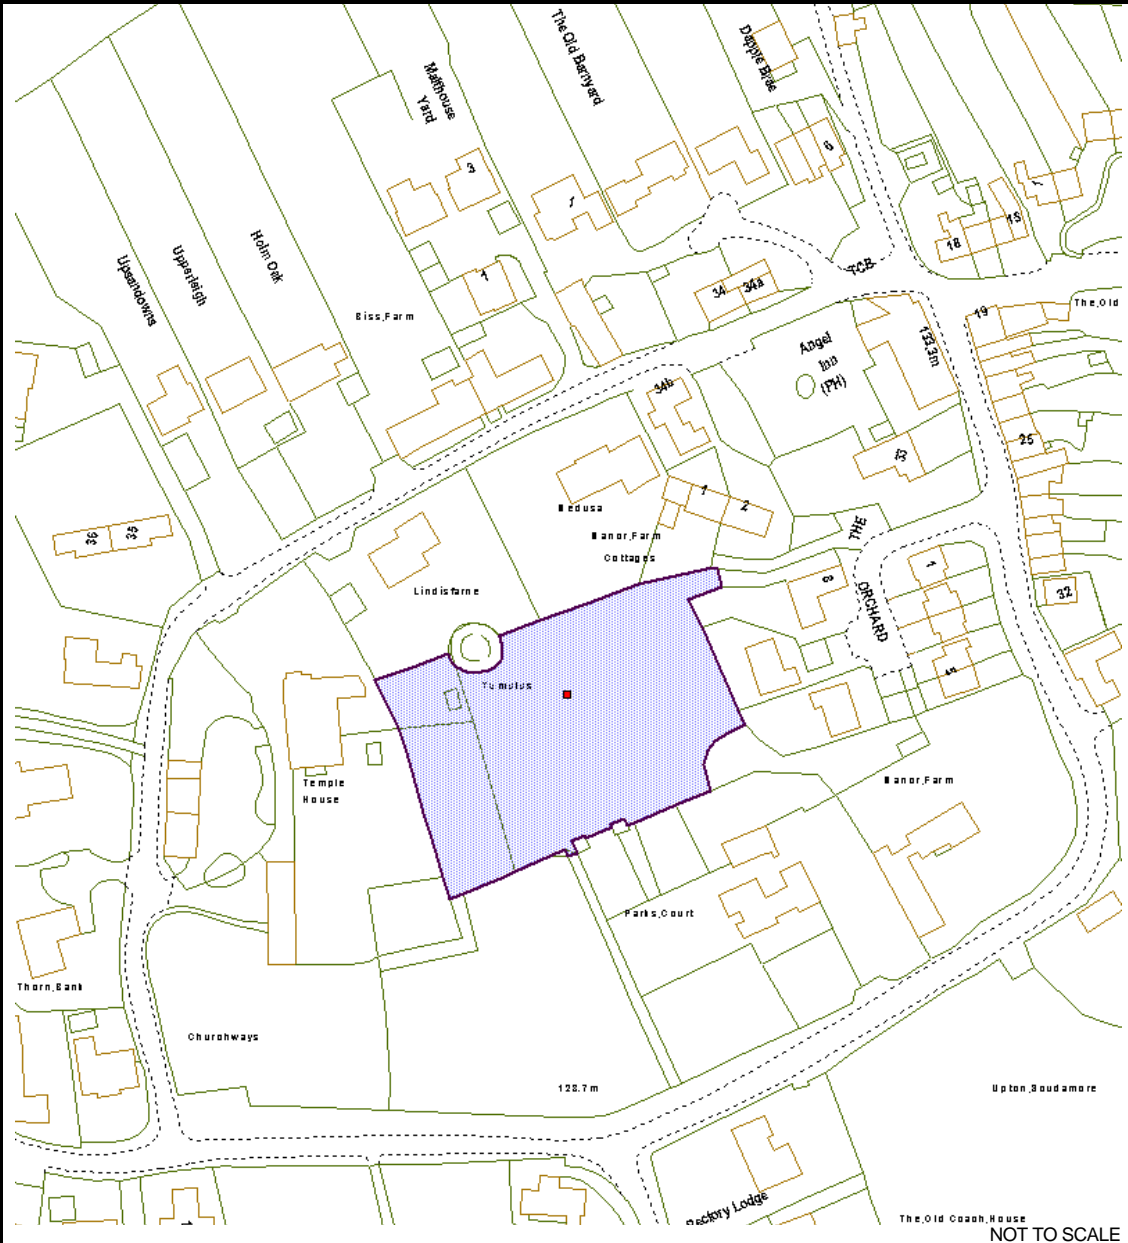 The Old Barnyard
Dapple Brae
Malthouse
Yard
3
6
1
1
15
18
Holm Oak
Upperleigh
Upsandowns
1
TCB
34
34a
Biss Farm
The Old
19
133.3m
Angel
Inn
(PH)
34b
25
13
36
35
Medusa
1
2
Manor Farm
Cottages
THE
ORCHARD
8
1
32
Lindisfarne
Tumulus
Temple
House
Manor Farm
Parks Court
Thorn Bank
Churchways
128.7m
Upton Scudamore
Rectory Lodge
The Old Coach House
NOT TO SCALE